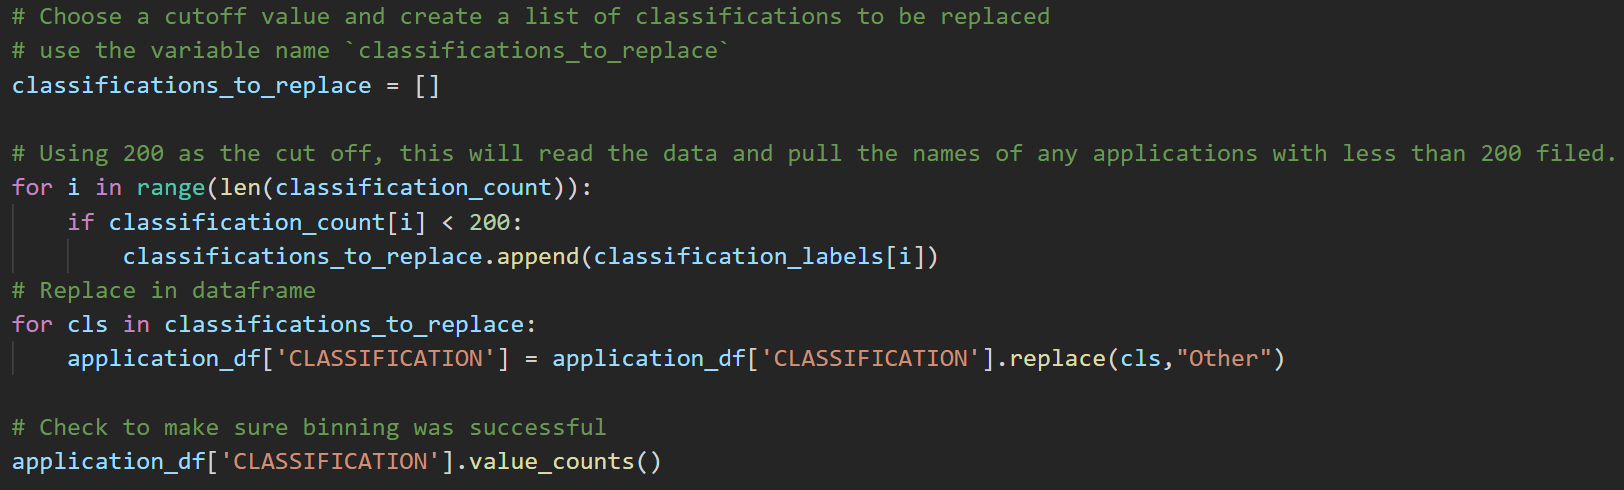 # Choose a cutoff value and create a list of classifications to be replaced
# use the variable name `classifications_to_replace`
classifications_to_replace = []
# Using 200 as the cut off, this will read the data and pull the names of any applications with less than 200 filed.
for i in range(len(classification_count)):
    if classification_count[i] < 200:
        classifications_to_replace.append(classification_labels[i])
# Replace in dataframe
for cls in classifications_to_replace:
    application_df['CLASSIFICATION'] = application_df['CLASSIFICATION'].replace(cls,"Other")
# Check to make sure binning was successful
application_df['CLASSIFICATION'].value_counts()